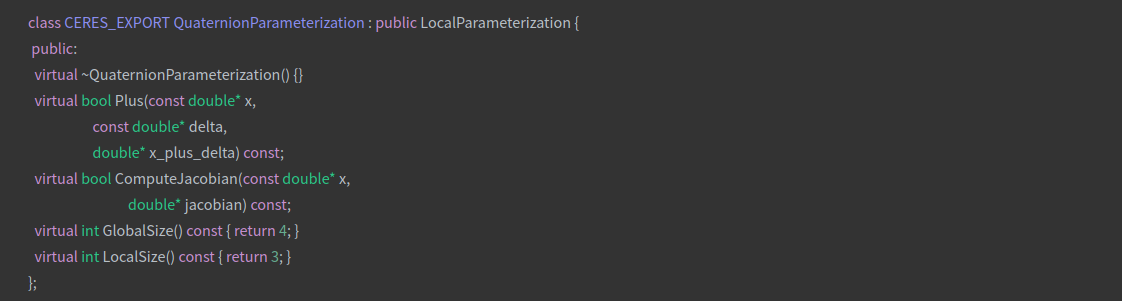 class CERES_EXPORT QuaternionParameterization : public LocalParameterization {
public:
virtual ~QuaternionParameterization() {}
virtual bool Plus(const double* x,
const double* delta,
double* x_plus_delta) const;
virtual bool ComputeJacobian(const double* x,
double* jacobian) const;
virtual int GlobalSize() const { return 4; }
virtual int LocalSize() const { return 3; }
};